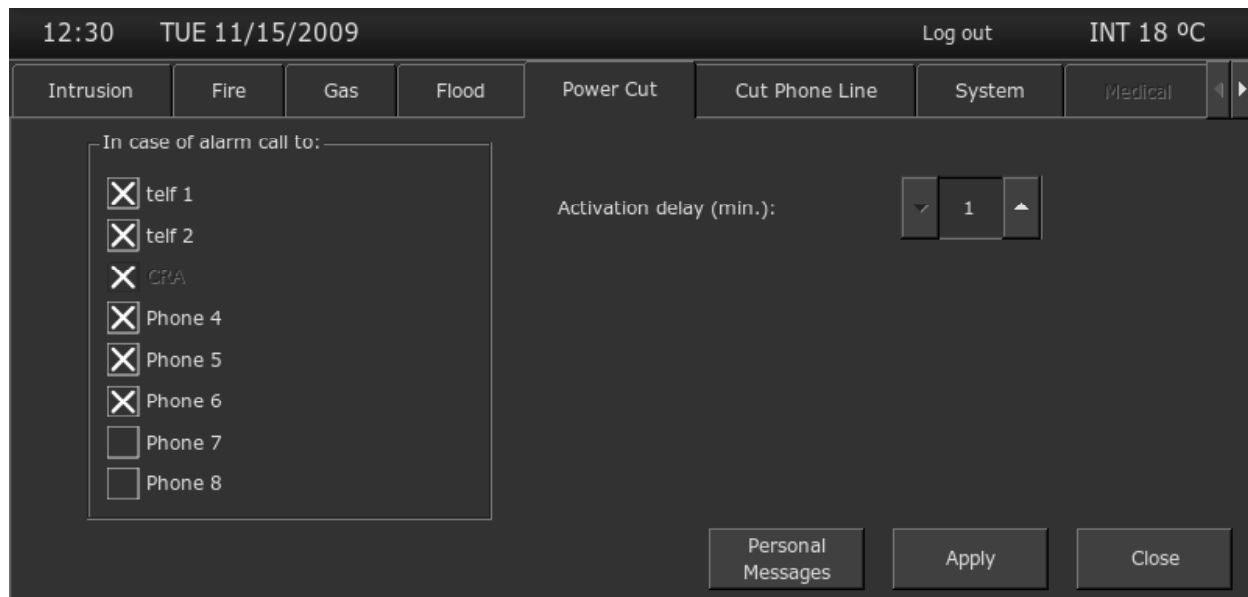 12:30 TUE 11/15/2009 Log out INT 18 ºC
Intrusion Fire Gas Flood Power Cut Cut Phone Line System Medical
In case of alarm call to:
telf 1
Activation delay (min.): 1
telf 2
CRA
Phone 4
Phone 5
Phone 6
Phone 7
Phone 8
Personal
Messages
Apply
Close